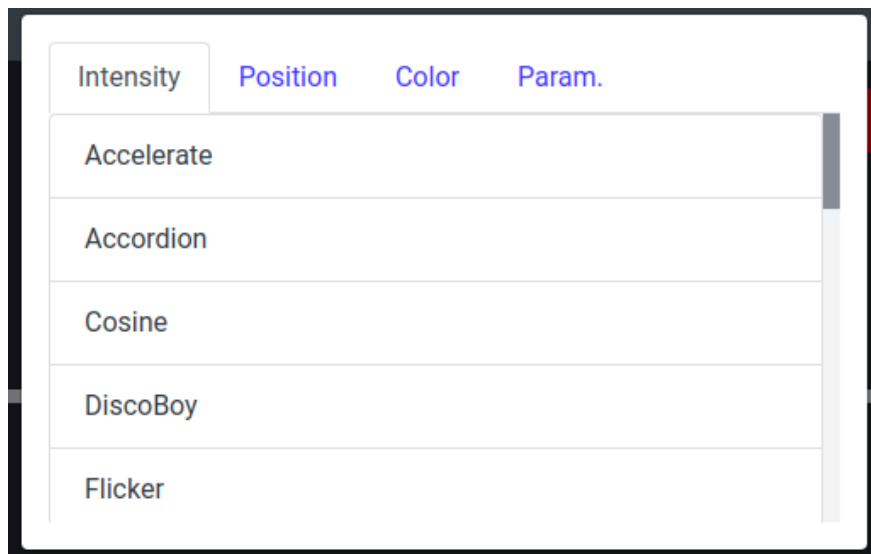 Intensity Position Color Param.
Accelerate
Accordion
Cosine
DiscoBoy
Flicker